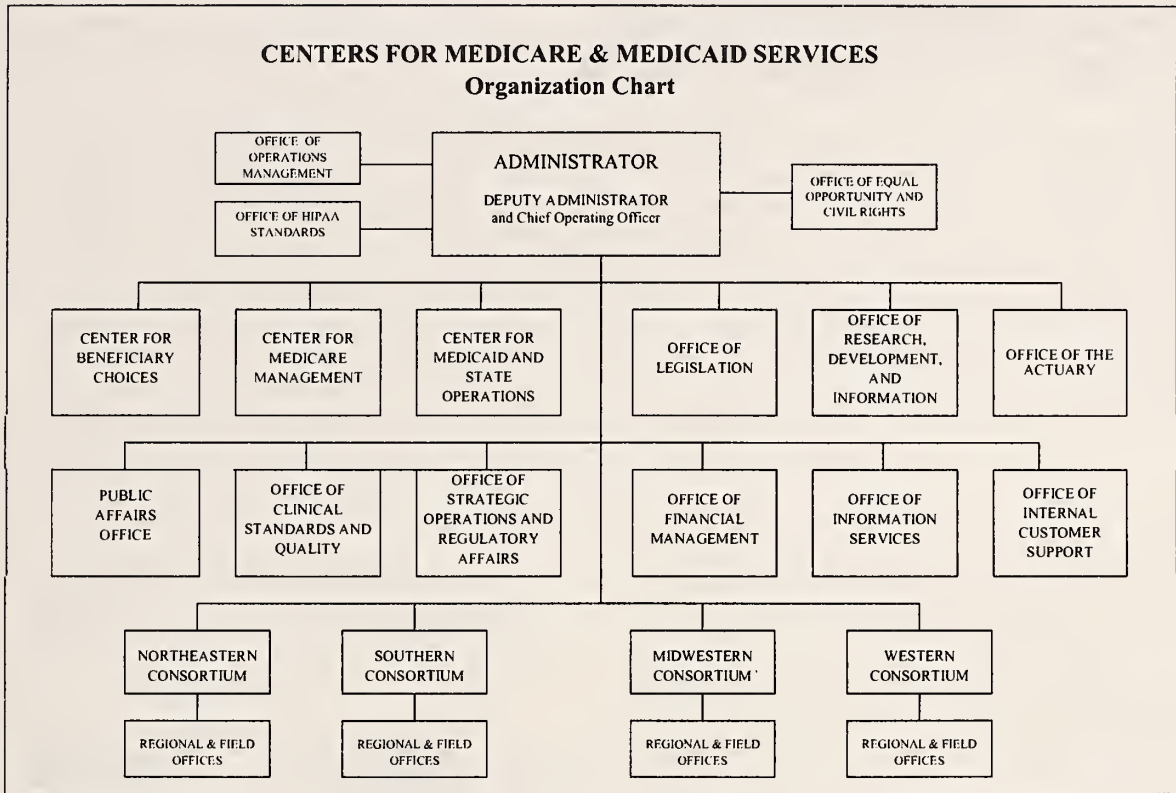 CENTERS FOR MEDICARE & MEDICAID SERVICES
Organization Chart
OFFICE OF
OPERATIONS
MANAGEMENT
OFFICE OF HIPAA
STANDARDS
ADMINISTRATOR
DEPUTY ADMINISTRATOR
and Chief Operating Officer
OFFICE OF EQUAL
OPPORTUNITY AND
CIVIL RIGHTS
CENTER FOR
BENEFICIARY
CHOICES
CENTER FOR
MEDICARE
MANAGEMENT
CENTER FOR
MEDICAID AND
STATE
OPERATIONS
OFFICE OF
LEGISLATION
OFFICE OF
RESEARCH,
DEVELOPMENT,
AND
INFORMATION
OFFICE OF THE
ACTUARY
PUBLIC
AFFAIRS
OFFICE
OFFICE OF
CLINICAL
STANDARDS AND
QUALITY
OFFICE OF
STRATEGIC
OPERATIONS AND
REGULATORY
AFFAIRS
OFFICE OF
FINANCIAL
MANAGEMENT
OFFICE OF
INFORMATION
SERVICES
OFFICE OF
INTERNAL
CUSTOMER
SUPPORT
NORTHEASTERN
CONSORTIUM
SOUTHERN
CONSORTIUM
MIDWESTERN
CONSORTIUM
WESTERN
CONSORTIUM
REGIONAL & FIELD
OFFICES
REGIONAL & FIELD
OFFICES
REGIONAL & FIELD
OFFICES
REGIONAL & FIELD
OFFICES